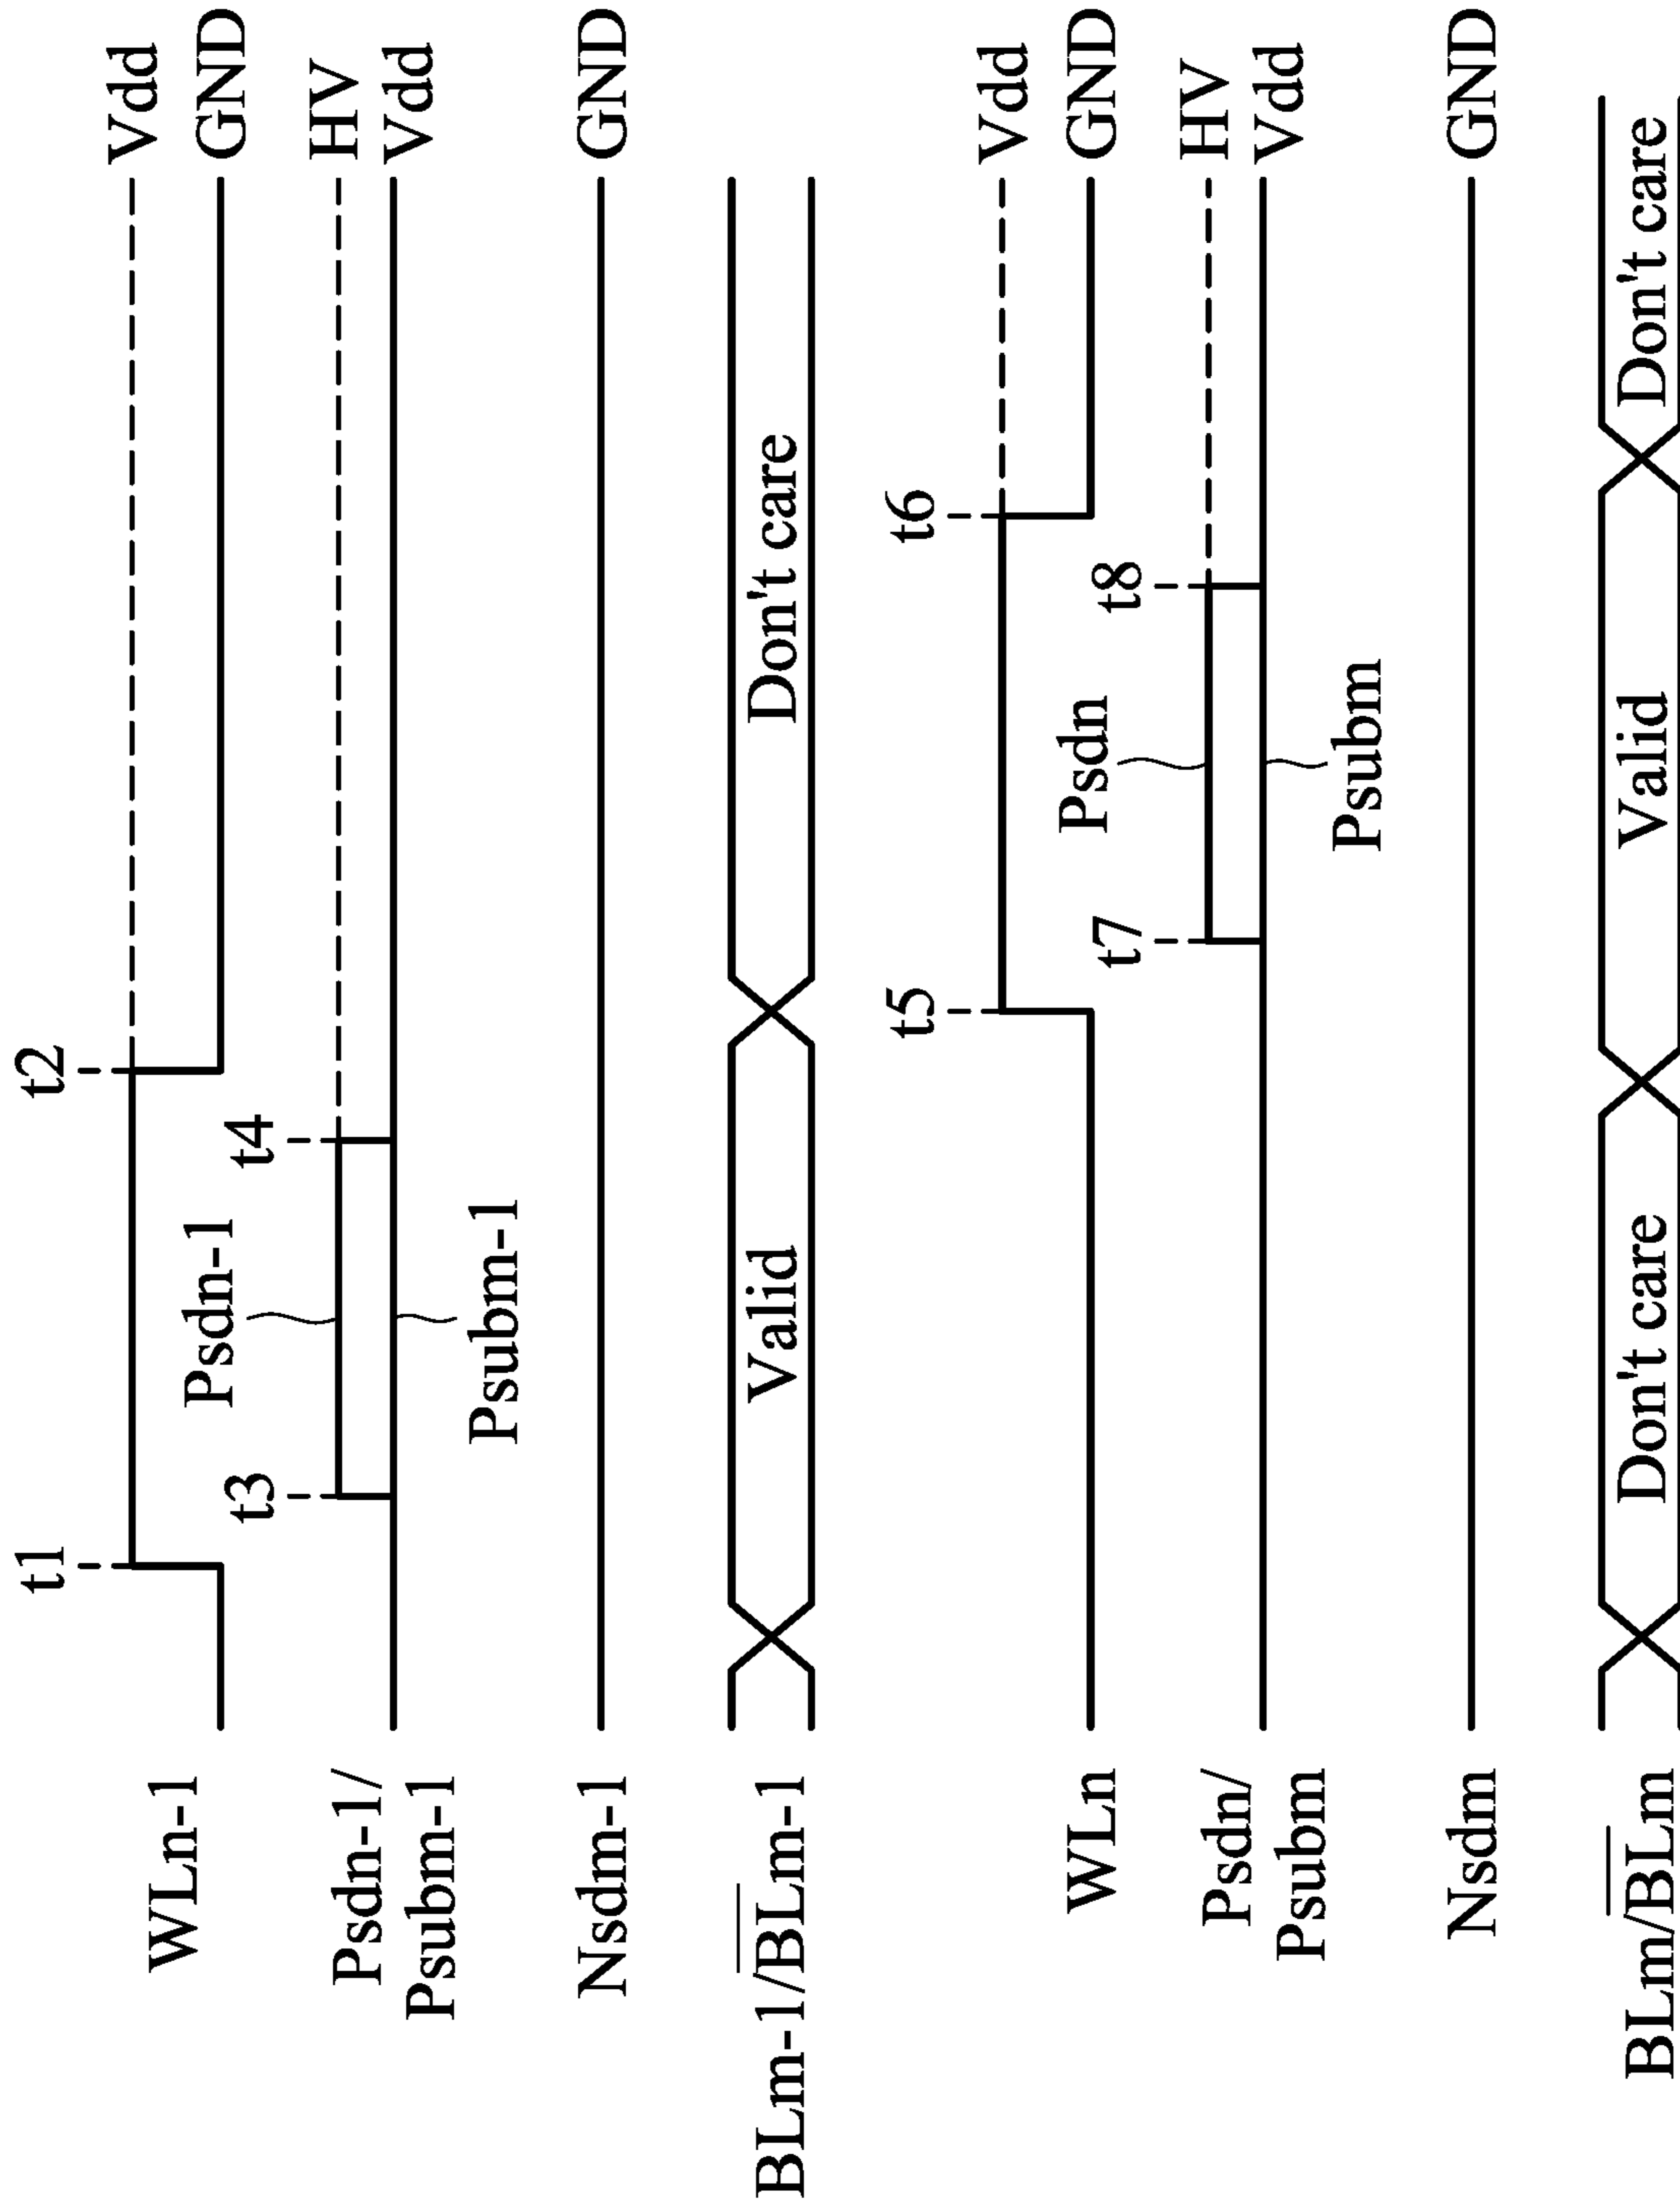 t1
t2
WLn-1
Vdd
GND
t3
Psdn-1
t4
Psdn-1/
Psubm-1
HV
Vdd
Psubm-1
Nsdm-1
GND
BLm-1/B̅L̅m-1
Valid
Don't care
t5
t6
WLn
Vdd
GND
t7
Psdn
t8
Psdn/
Psubm
HV
Vdd
Psubm
Nsdm
GND
BLm/B̅L̅m
Don't care
Valid
Don't care